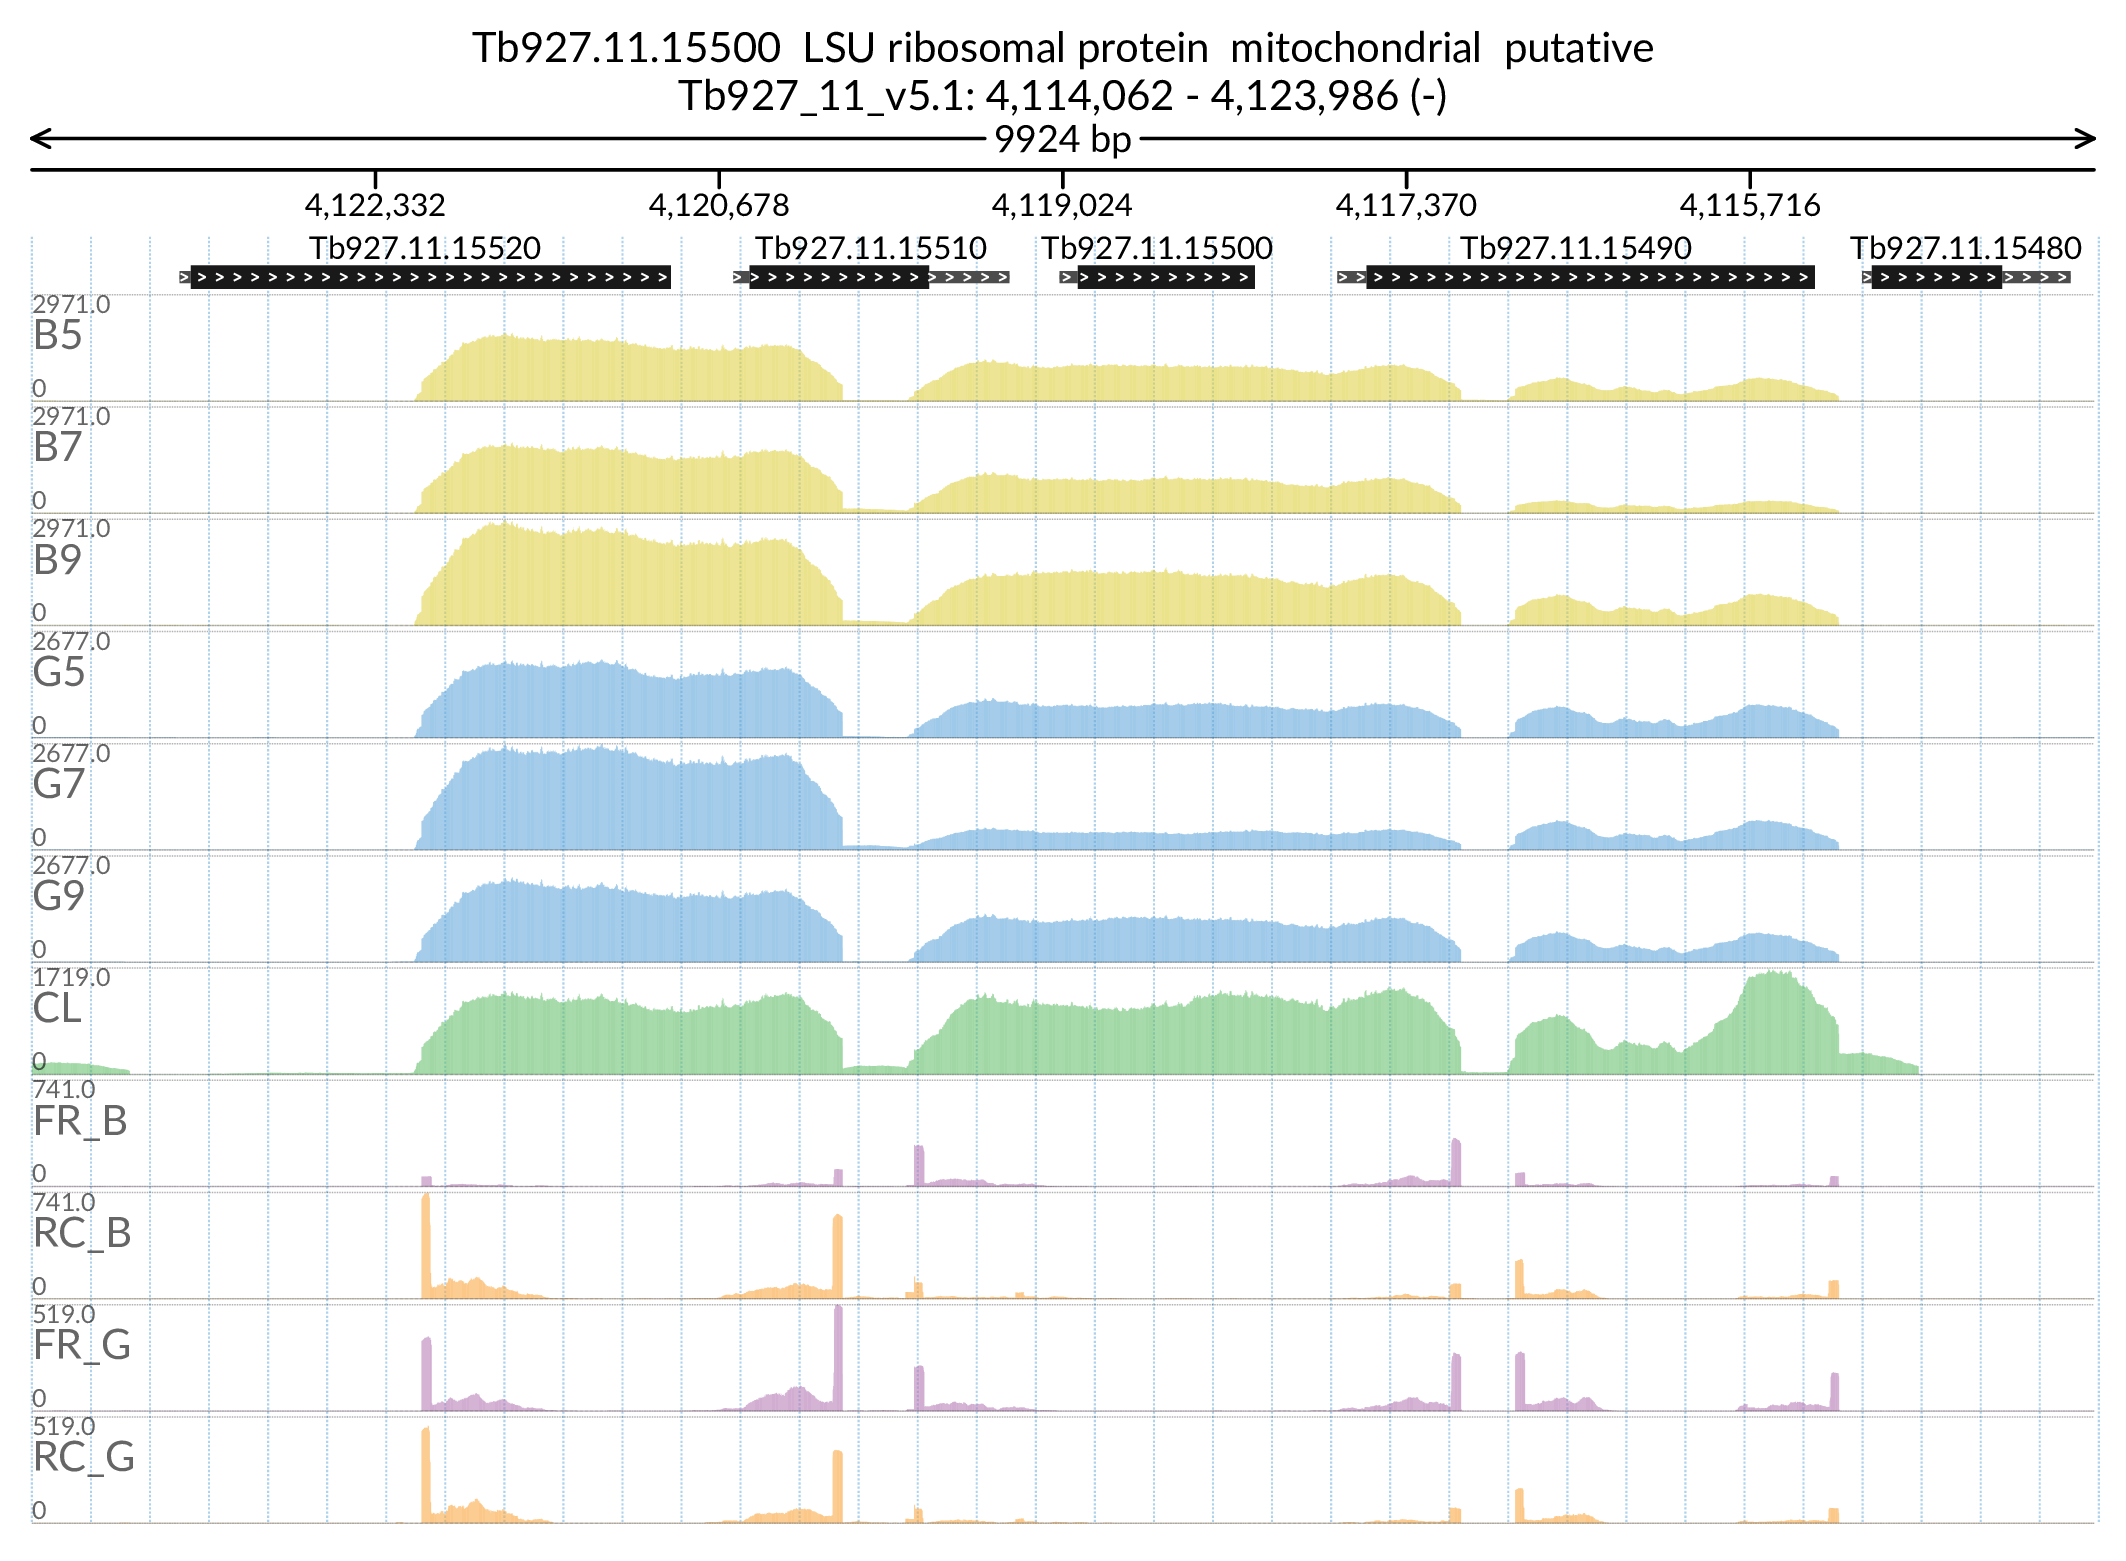 Tb927.11.15500  LSU ribosomal protein  mitochondrial  putative
Tb927_11_v5.1: 4,114,062 - 4,123,986 (-)
9924 bp
4,122,332 4,120,678 4,119,024 4,117,370 4,115,716
Tb927.11.15520 Tb927.11.15510 Tb927.11.15500 Tb927.11.15490 Tb927.11.15480
2971.0
B5
0
2971.0
B7
0
2971.0
B9
0
2677.0
G5
0
2677.0
G7
0
2677.0
G9
0
1719.0
CL
0
741.0
FR_B
0
741.0
RC_B
0
519.0
FR_G
0
519.0
RC_G
0